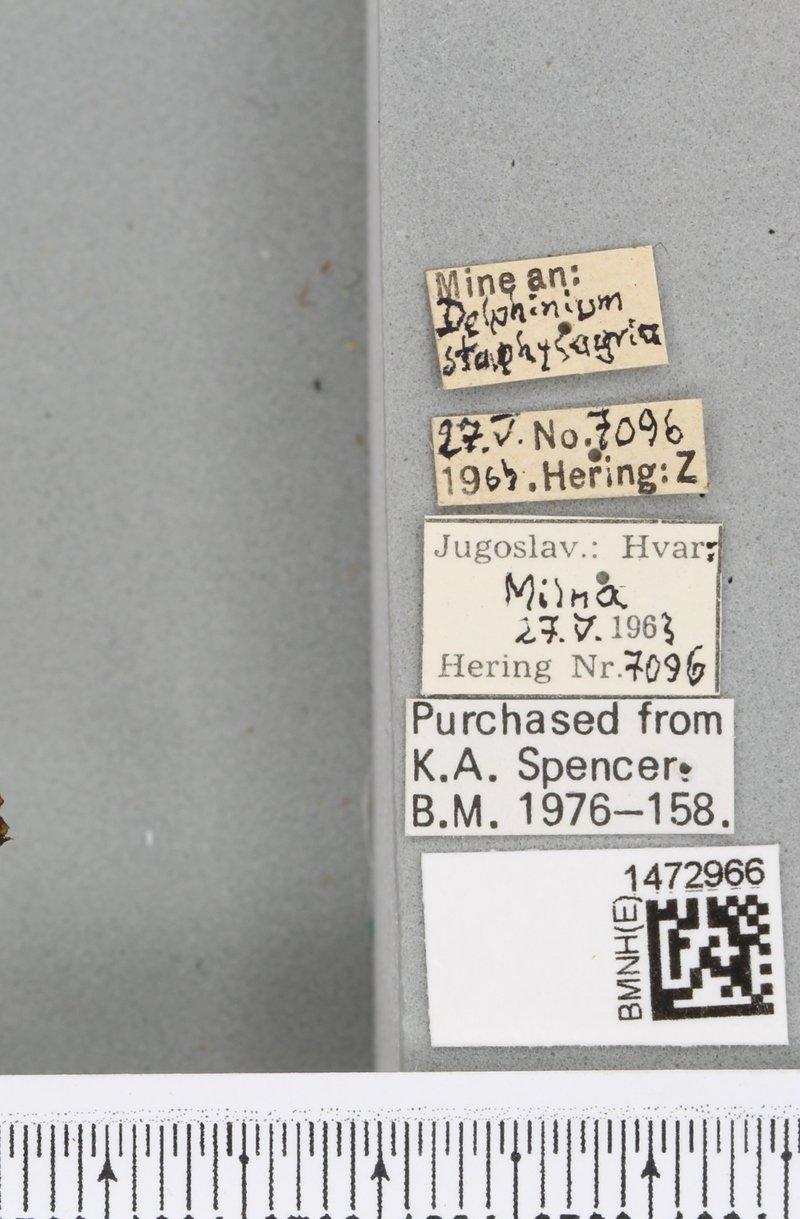 Mine an:
Delphinium
staphysagria
27.V. No. 7096
1963. Hering: Z
Jugoslav.: Hvar:
Milna
27.V. 1963
Hering Nr. 7096
Purchased from
K.A. Spencer.
B.M. 1976–158.
1472966
BMNH(E)